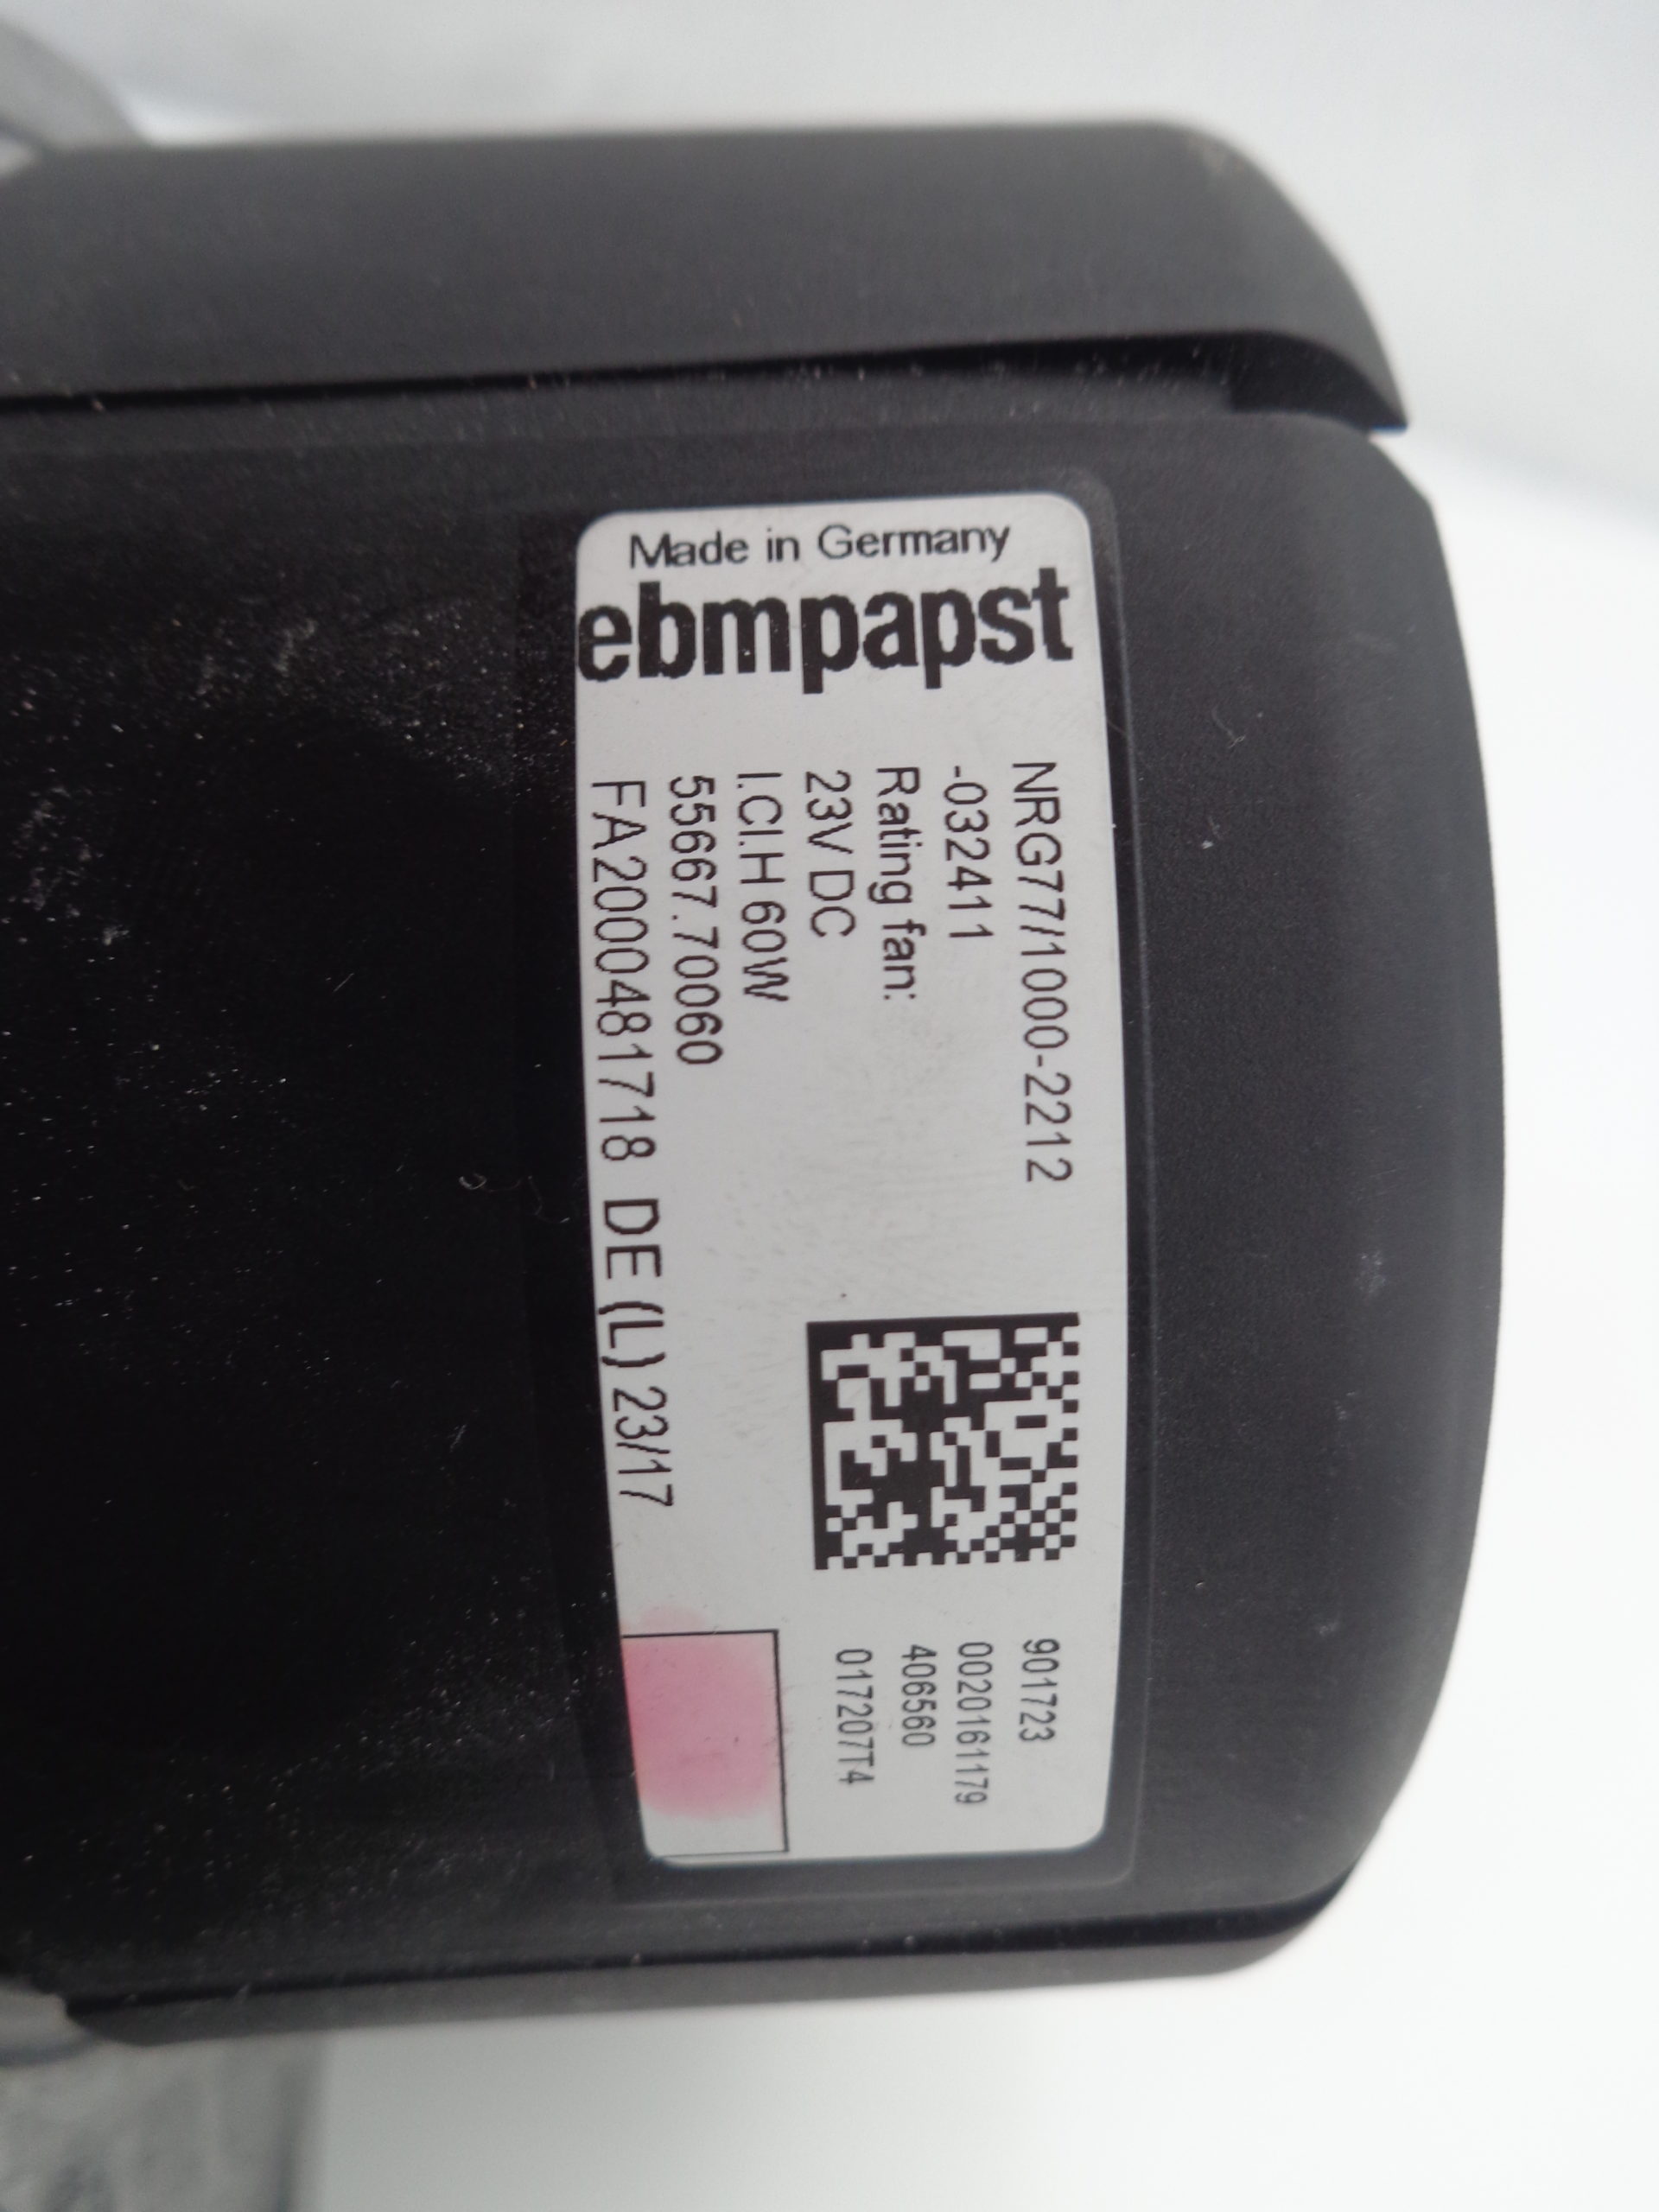 Made in Germany
ebmpapst
NRG77/1000-2212
-032411
Rating fan:
23V DC
I.Cl.H 60W
55667.70060
FA2000481718 DE (L) 23/17
901723
0020161179
406560
017207T4